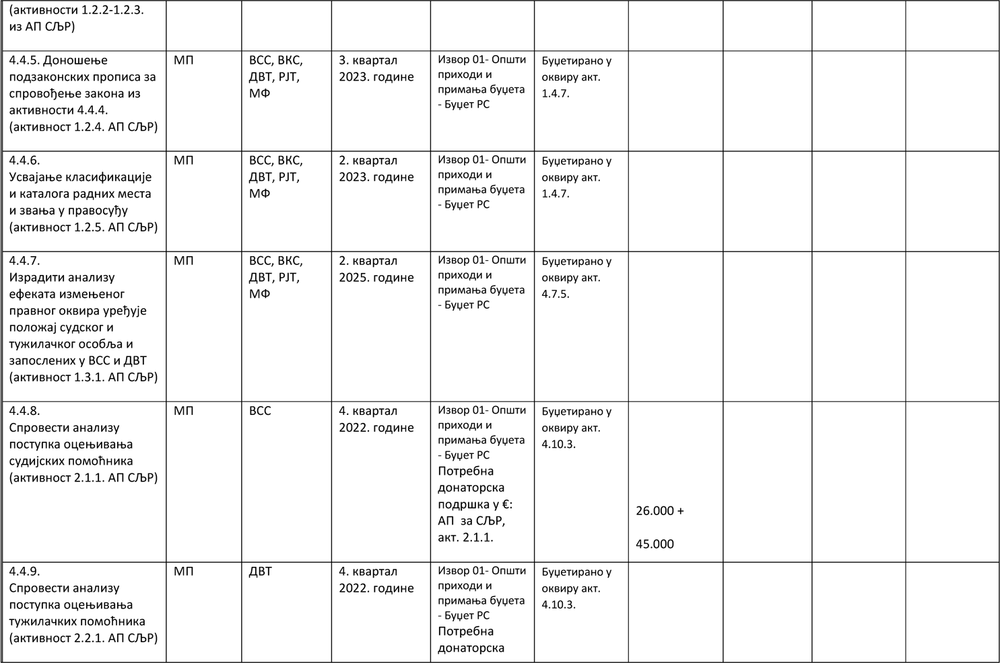 (активности 1.2.2-1.2.3.
из АП СЉР)
4.4.5. Доношење
подзаконских прописа за
спровођење закона из
активности 4.4.4.
(активност 1.2.4. АП СЉР)
МП
ВСС, ВКС,
ДВТ, РЈТ,
МФ
3. квартал
2023. године
Извор 01- Општи
приходи и
примања буџета
- Буџет РС
Буџетирано у
оквиру акт.
1.4.7.
4.4.6.
Усвајање класификације
и каталога радних места
и звања у правосуђу
(активност 1.2.5. АП СЉР)
МП
ВСС, ВКС,
ДВТ, РЈТ,
МФ
2. квартал
2023. године
Извор 01- Општи
приходи и
примања буџета
- Буџет РС
Буџетирано у
оквиру акт.
1.4.7.
4.4.7.
Израдити анализу
ефеката измењеног
правног оквира уређује
положај судског и
тужилачког особља и
запослених у ВСС и ДВТ
(активност 1.3.1. АП СЉР)
МП
ВСС, ВКС,
ДВТ, РЈТ,
МФ
2. квартал
2025. године
Извор 01- Општи
приходи и
примања буџета
- Буџет РС
Буџетирано у
оквиру акт.
4.7.5.
4.4.8.
Спровести анализу
поступка оцењивања
судијских помоћника
(активност 2.1.1. АП СЉР)
МП
ВСС
4. квартал
2022. године
Извор 01- Општи
приходи и
примања буџета
- Буџет РС
Потребна
донаторска
подршка у €:
АП за СЉР,
акт. 2.1.1.
Буџетирано у
оквиру акт.
4.10.3.
26.000 +
45.000
4.4.9.
Спровести анализу
поступка оцењивања
тужилачких помоћника
(активност 2.2.1. АП СЉР)
МП
ДВТ
4. квартал
2022. године
Извор 01- Општи
приходи и
примања буџета
- Буџет РС
Потребна
донаторска
Буџетирано у
оквиру акт.
4.10.3.